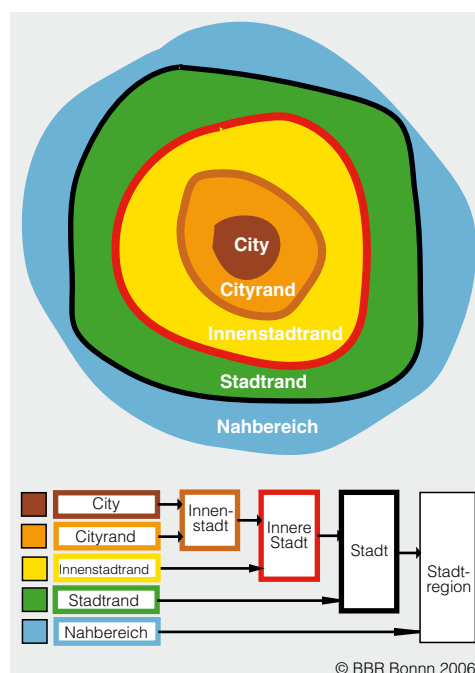 City
Cityrand
Innenstadtrand
Stadtrand
Nahbereich
City
Cityrand
Innenstadtrand
Stadtrand
Nahbereich
Innen-
stadt
Innere
Stadt
Stadt
Stadt-
region
© BBR Bonnn 2006